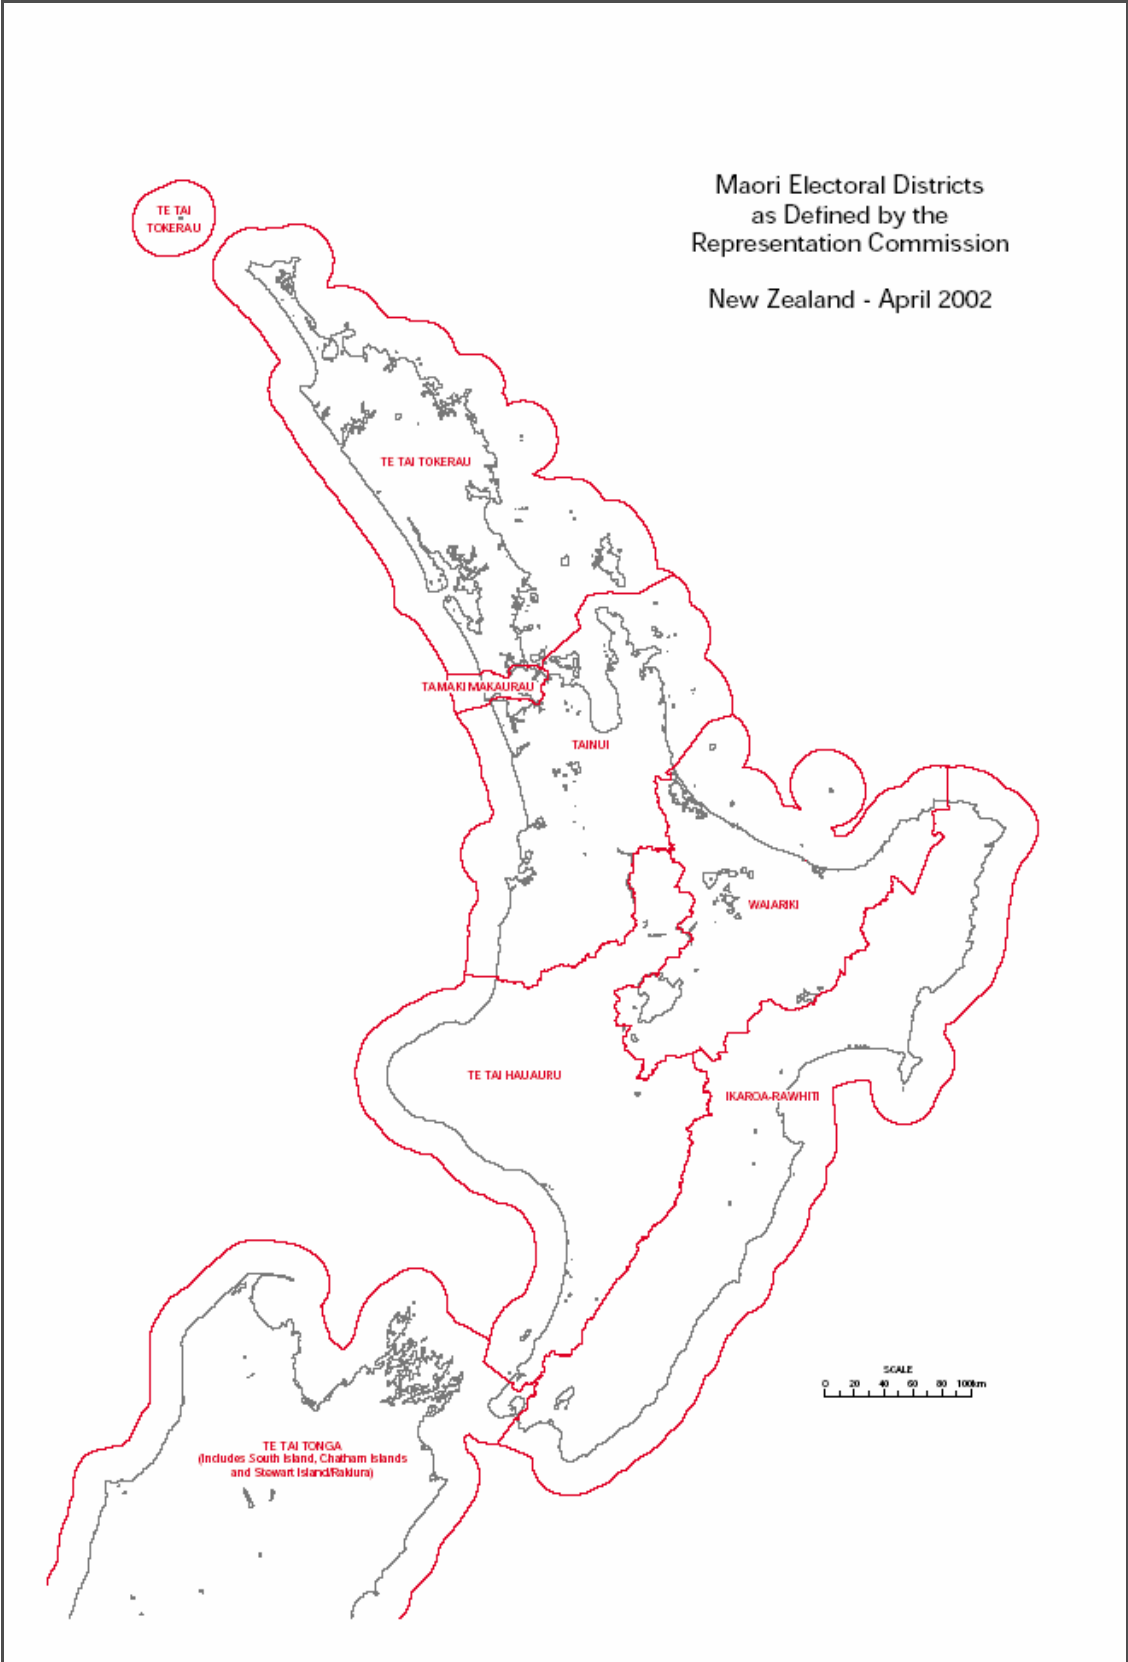 Maori Electoral Districts
as Defined by the
Representation Commission
New Zealand - April 2002
TE TAI
TOKERAU
TE TAI TOKERAU
TAMAKI MAKAURAU
TAINUI
WAIARIKI
TE TAI HAUAURU
IKAROA-RAWHITI
SCALE
0 20 40 60 80 100km
TE TAI TONGA
(Includes South Island, Chatham Islands
and Stewart Island/Rakiura)